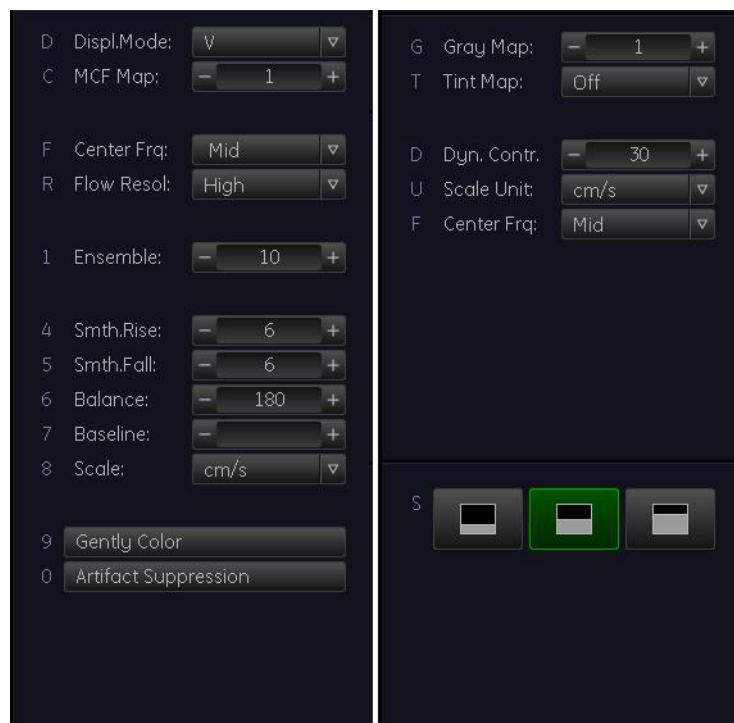 D Displ.Mode: V
C MCF Map: − 1 +
F Center Frq: Mid
R Flow Resol: High
1 Ensemble: − 10 +
4 Smth.Rise: − 6 +
5 Smth.Fall: − 6 +
6 Balance: − 180 +
7 Baseline: − +
8 Scale: cm/s
9 Gently Color
0 Artifact Suppression
G Gray Map: − 1 +
T Tint Map: Off
D Dyn. Contr. − 30 +
U Scale Unit: cm/s
F Center Frq: Mid
S